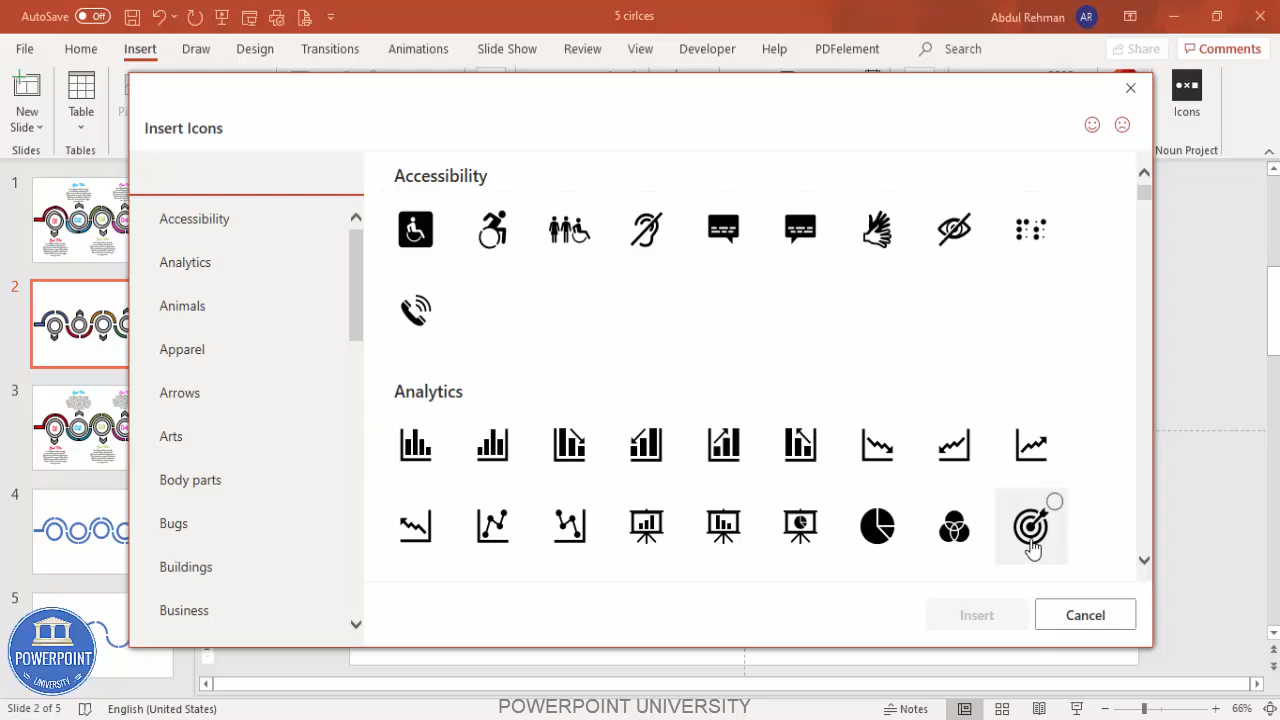 AutoSave Off
5 cirlces
Abdul Rehman AR
File Home Insert Draw Design Transitions Animations Slide Show Review View Developer Help PDFelement Search Share Comments
New
Slide
Slides
Table
Tables
Icons
Noun Project
Insert Icons
Accessibility
Analytics
Animals
Apparel
Arrows
Arts
Body parts
Bugs
Buildings
Business
Accessibility
Analytics
Insert Cancel
1
2
3
4
5
POWERPOINT
UNIVERSITY
Slide 2 of 5 English (United States)
POWERPOINT UNIVERSITY
Notes
66%